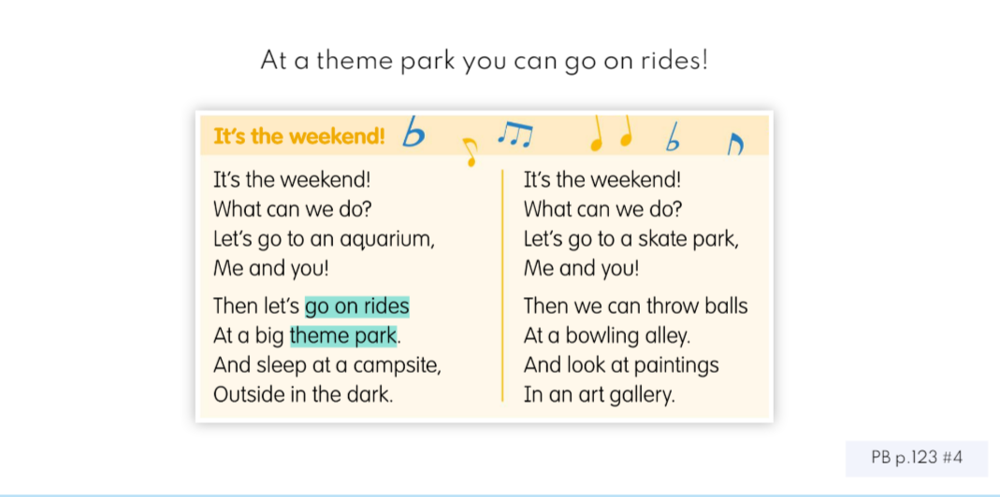 At a theme park you can go on rides!
It's the weekend!
It's the weekend!
What can we do?
Let's go to an aquarium,
Me and you!
Then let's go on rides
At a big theme park.
And sleep at a campsite,
Outside in the dark.
It's the weekend!
What can we do?
Let's go to a skate park,
Me and you!
Then we can throw balls
At a bowling alley.
And look at paintings
In an art gallery.
PB p.123 #4